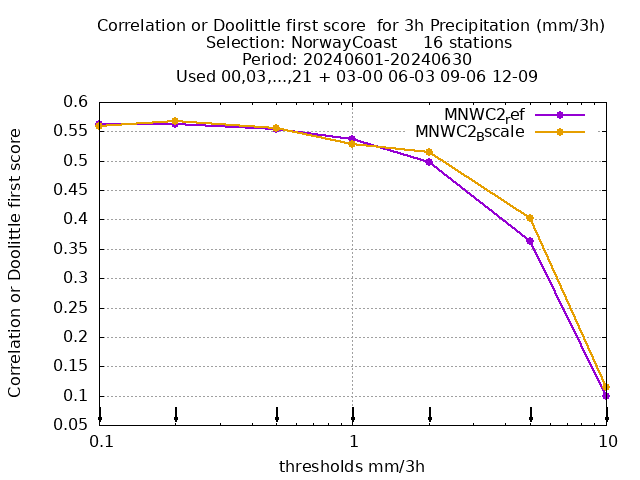 Correlation or Doolittle first score  for 3h Precipitation (mm/3h)
Selection: NorwayCoast     16 stations
Period: 20240601-20240630
Used 00,03,...,21 + 03-00 06-03 09-06 12-09
MNWC2ref
MNWC2Bscale
0.6
0.55
0.5
0.45
0.4
0.35
0.3
0.25
0.2
0.15
0.1
0.05
Correlation or Doolittle first score
0.1 1 10
thresholds mm/3h